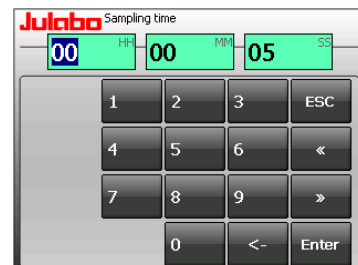 Julabo Sampling time
00 HH 00 MM 05 SS
1 2 3 ESC
4 5 6 «
7 8 9 »
0 <- Enter